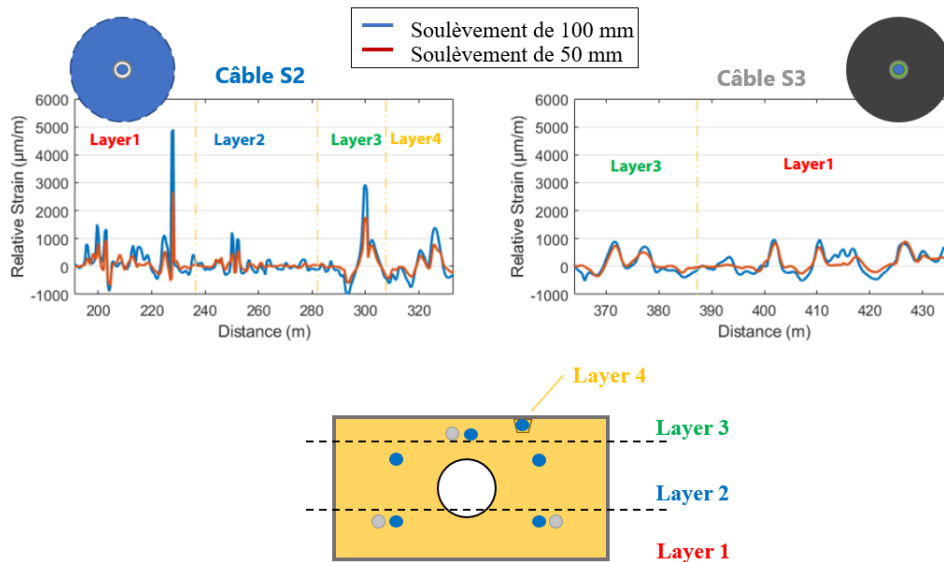 Soulèvement de 100 mm
Soulèvement de 50 mm
Câble S2
Câble S3
6000
5000
4000
3000
2000
1000
0
-1000
Relative Strain (μm/m)
Layer1
Layer2
Layer3
Layer4
200 220 240 260 280 300 320
Distance (m)
6000
5000
4000
3000
2000
1000
0
-1000
Relative Strain (μm/m)
Layer3
Layer1
370 380 390 400 410 420 430
Distance (m)
Layer 4
Layer 3
Layer 2
Layer 1